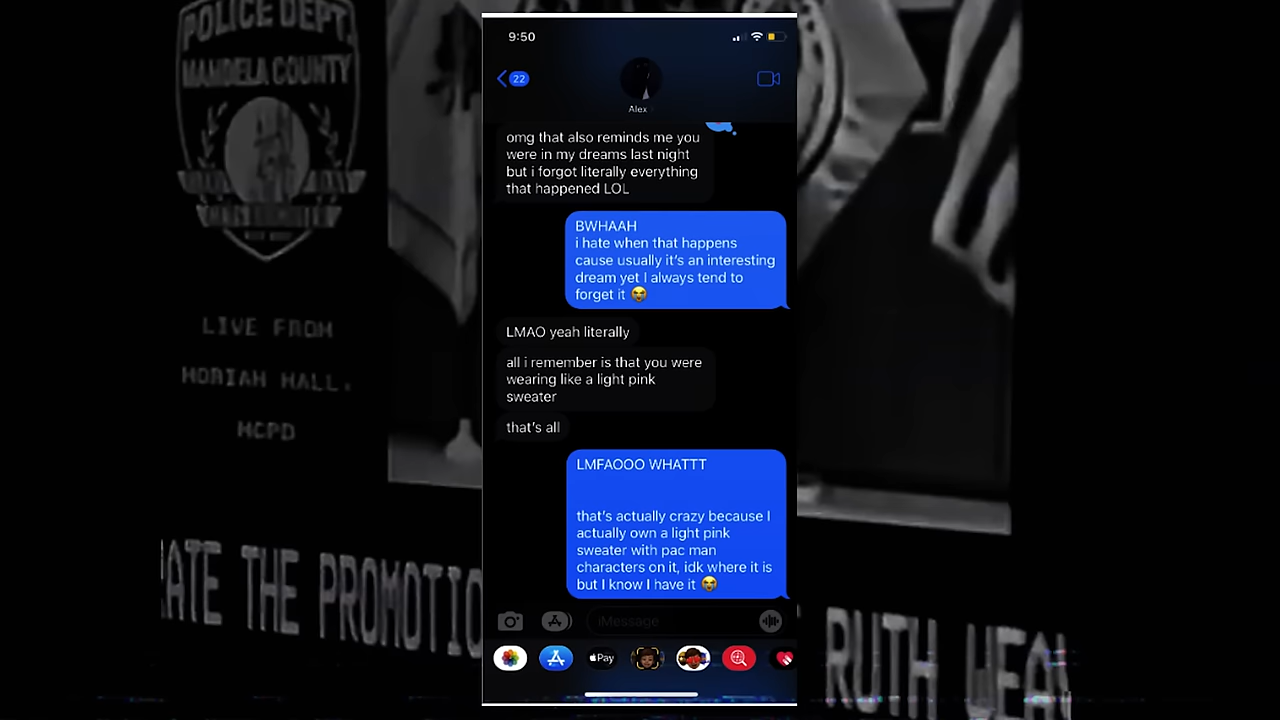 POLICE DEPT.
MANDELA COUNTY
LIVE FROM
MORIAH HALL,
MCPD
RATE THE PROMOTIO
RUTH WEA
9:50
22
Alex
omg that also reminds me you
were in my dreams last night
but i forgot literally everything
that happened LOL
BWHAAH
i hate when that happens
cause usually it's an interesting
dream yet I always tend to
forget it 😭
LMAO yeah literally
all i remember is that you were
wearing like a light pink
sweater
that's all
LMFAOOO WHATTT
that's actually crazy because I
actually own a light pink
sweater with pac man
characters on it, idk where it is
but I know I have it 😭
iMessage
Pay